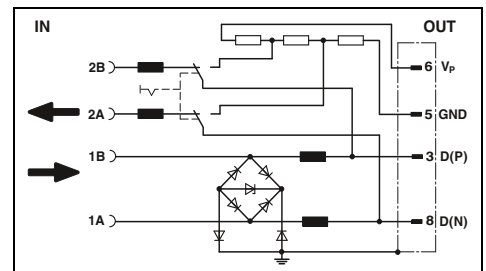 IN OUT
2B 6 VP
2A 5 GND
1B 3 D(P)
1A 8 D(N)